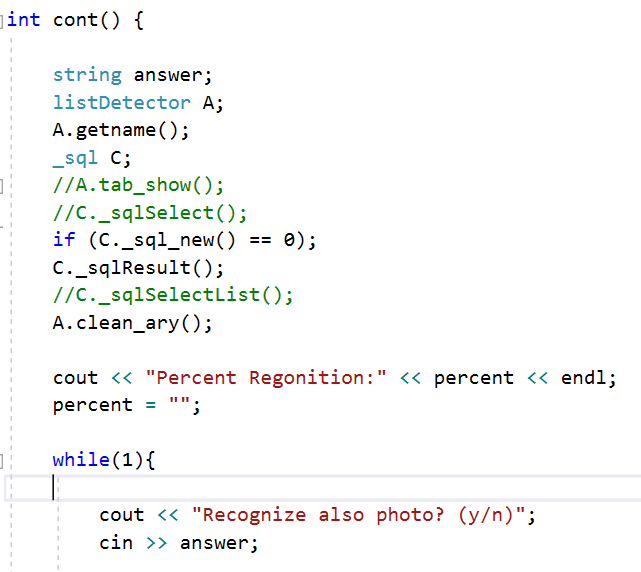 int cont() {
string answer;
listDetector A;
A.getname();
_sql C;
//A.tab_show();
//C._sqlSelect();
if (C._sql_new() == 0);
C._sqlResult();
//C._sqlSelectList();
A.clean_ary();
cout << "Percent Regonition:" << percent << endl;
percent = "";
while(1){
cout << "Recognize also photo? (y/n)";
cin >> answer;